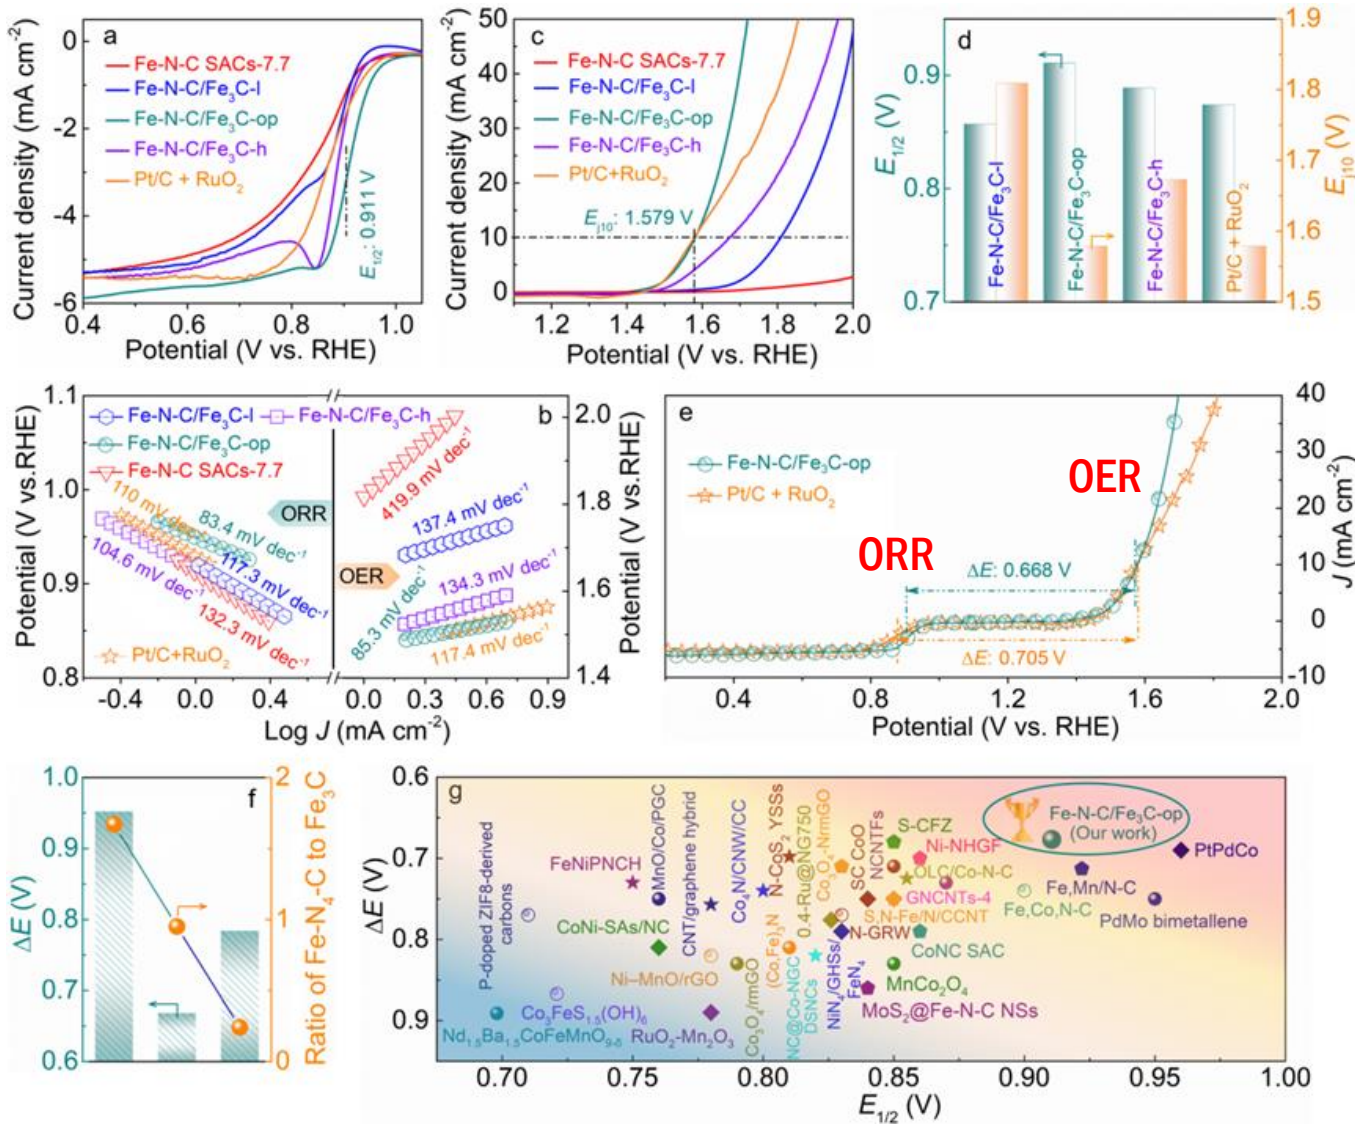 a
Current density (mA cm⁻²)
0
-2
-4
-6
Fe-N-C SACs-7.7
Fe-N-C/Fe₃C-l
Fe-N-C/Fe₃C-op
Fe-N-C/Fe₃C-h
Pt/C + RuO₂
E₁/₂: 0.911 V
0.4 0.6 0.8 1.0
Potential (V vs. RHE)
c
Current density (mA cm⁻²)
50
40
30
20
10
0
Fe-N-C SACs-7.7
Fe-N-C/Fe₃C-l
Fe-N-C/Fe₃C-op
Fe-N-C/Fe₃C-h
Pt/C+RuO₂
Eⱼ₁₀: 1.579 V
1.2 1.4 1.6 1.8 2.0
Potential (V vs. RHE)
d
E₁/₂ (V)
0.9
0.8
0.7
Fe-N-C/Fe₃C-l
Fe-N-C/Fe₃C-op
Fe-N-C/Fe₃C-h
Pt/C + RuO₂
1.9
1.8
1.7
1.6
1.5
Eⱼ₁₀ (V)
b
Potential (V vs.RHE)
1.1
1.0
0.9
0.8
Fe-N-C/Fe₃C-l Fe-N-C/Fe₃C-h
Fe-N-C/Fe₃C-op
Fe-N-C SACs-7.7
110 mV dec⁻¹
83.4 mV dec⁻¹
ORR
104.6 mV dec⁻¹
117.3 mV dec⁻¹
132.3 mV dec⁻¹
Pt/C+RuO₂
419.9 mV dec⁻¹
137.4 mV dec⁻¹
OER
134.3 mV dec⁻¹
85.3 mV dec⁻¹
117.4 mV dec⁻¹
2.0
1.8
1.6
1.4
Potential (V vs.RHE)
-0.4 0.0 0.4 0.0 0.3 0.6 0.9
Log J (mA cm⁻²)
e
Fe-N-C/Fe₃C-op
Pt/C + RuO₂
OER
ORR
ΔE: 0.668 V
ΔE: 0.705 V
40
30
20
10
0
-10
J (mA cm⁻²)
0.4 0.8 1.2 1.6 2.0
Potential (V vs. RHE)
f
ΔE (V)
1.0
0.9
0.8
0.7
0.6
2
1
0
Ratio of Fe-N₄-C to Fe₃C
g
ΔE (V)
0.6
0.7
0.8
0.9
P-doped ZIF8-derived
carbons
FeNiPNCH
CoNi-SAs/NC
MnO/Co/PGC
CNT/graphene hybrid
Co₄N/CNW/CC
N-CoS₂ YSSs
0.4-Ru@NG750
Co₃O₄-NrmGO
SC CoO
NCNTFs
S-CFZ
Ni-NHGF
OLC/Co-N-C
GNCNTs-4
S,N-Fe/N/CCNT
N-GRW
CoNC SAC
MnCo₂O₄
MoS₂@Fe-N-C NSs
Fe-N-C/Fe₃C-op
(Our work)
PtPdCo
Fe,Mn/N-C
Fe,Co,N-C
PdMo bimetallene
Ni–MnO/rGO
(Co,Fe)₃N
Co₃O₄/rmGO
NC@Co-NGC
DSNCs
NiN₄/GHSs/
FeN₄
Co₃FeS₁.₅(OH)₆
Nd₁.₅Ba₁.₅CoFeMnO₉₋δ
RuO₂-Mn₂O₃
0.70 0.75 0.80 0.85 0.90 0.95 1.00
E₁/₂ (V)